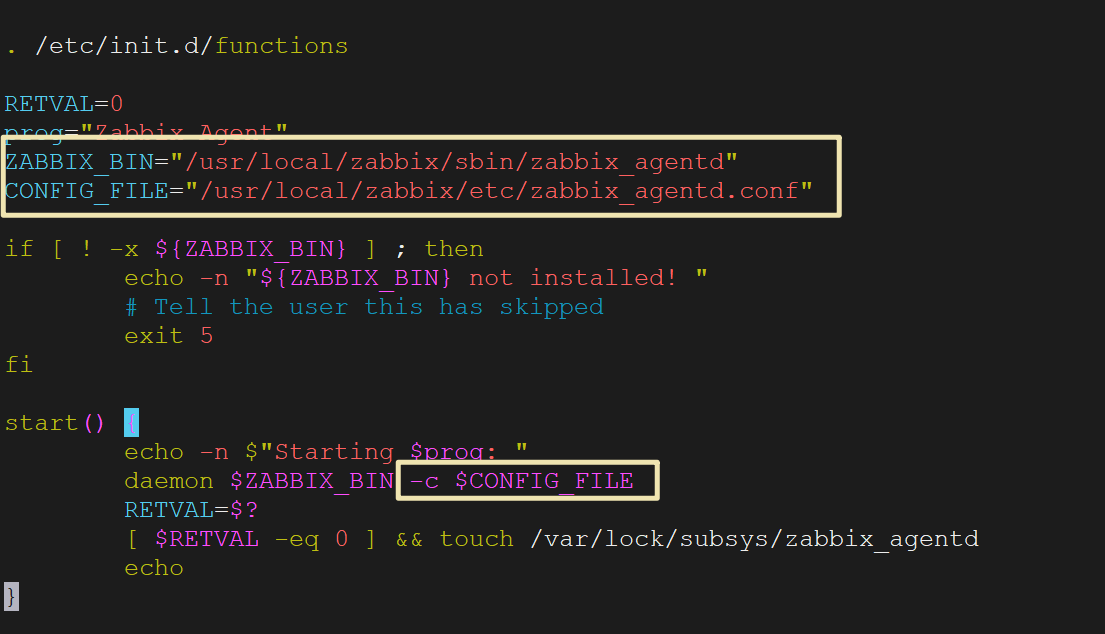 . /etc/init.d/functions
RETVAL=0
prog="Zabbix Agent"
ZABBIX_BIN="/usr/local/zabbix/sbin/zabbix_agentd"
CONFIG_FILE="/usr/local/zabbix/etc/zabbix_agentd.conf"
if [ ! -x ${ZABBIX_BIN} ] ; then
echo -n "${ZABBIX_BIN} not installed! "
# Tell the user this has skipped
exit 5
fi
start() {
echo -n $"Starting $prog: "
daemon $ZABBIX_BIN -c $CONFIG_FILE
RETVAL=$?
[ $RETVAL -eq 0 ] && touch /var/lock/subsys/zabbix_agentd
echo
}